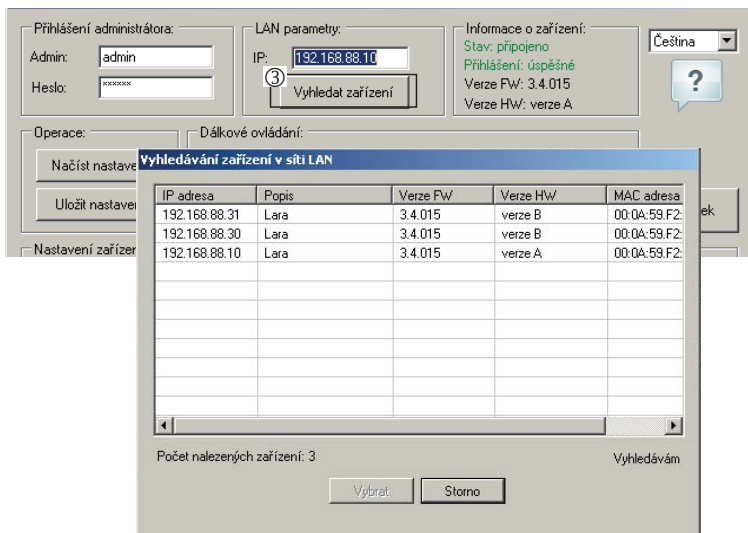 Přihlášení administrátora:
Admin: admin
Heslo: xxxxxx
LAN parametry:
IP: 192.168.88.10
③
Vyhledat zařízení
Informace o zařízení:
Stav: připojeno
Přihlášení: úspěšné
Verze FW: 3.4.015
Verze HW: verze A
Čeština
?
Operace:
Dálkové ovládání:
Načíst nastave
Uložit nastave
ek
Nastavení zaříze
Vyhledávání zařízení v síti LAN
IP adresa Popis Verze FW Verze HW MAC adresa
192.168.88.31 Lara 3.4.015 verze B 00:0A:59:F2:
192.168.88.30 Lara 3.4.015 verze B 00:0A:59:F2:
192.168.88.10 Lara 3.4.015 verze A 00:0A:59:F2:
Počet nalezených zařízení: 3
Vyhledávám
Vybrat Storno